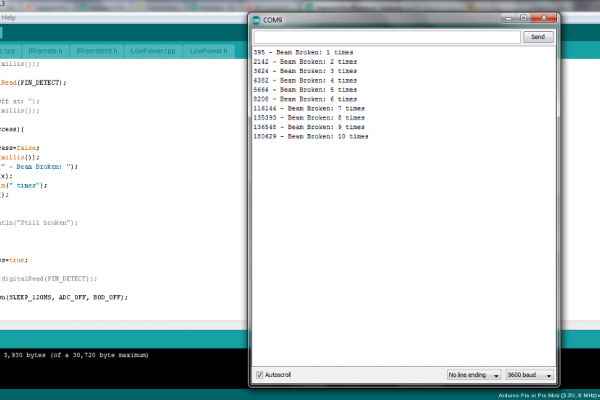 Help
COM9
.cpp
IRremote.h
IRremoteInt.h
LowPower.cpp
LowPower.h
Send
millis());
Read(PIN_DETECT);
ff at: ");
millis());
cess){
cess=false;
millis());
(" - Beam Broken: ");
(x);
ln(" times");
();
ntln("Still broken");
s=true;
(digitalRead(PIN_DETECT));
wn(SLEEP_120MS, ADC_OFF, BOD_OFF);
395 - Beam Broken: 1 times
2142 - Beam Broken: 2 times
3624 - Beam Broken: 3 times
4382 - Beam Broken: 4 times
5666 - Beam Broken: 5 times
8208 - Beam Broken: 6 times
116144 - Beam Broken: 7 times
135393 - Beam Broken: 8 times
136548 - Beam Broken: 9 times
180629 - Beam Broken: 10 times
3,930 bytes (of a 30,720 byte maximum)
Autoscroll
No line ending
9600 baud
Arduino Pro or Pro Mini (3.3V, 8 MHz) w